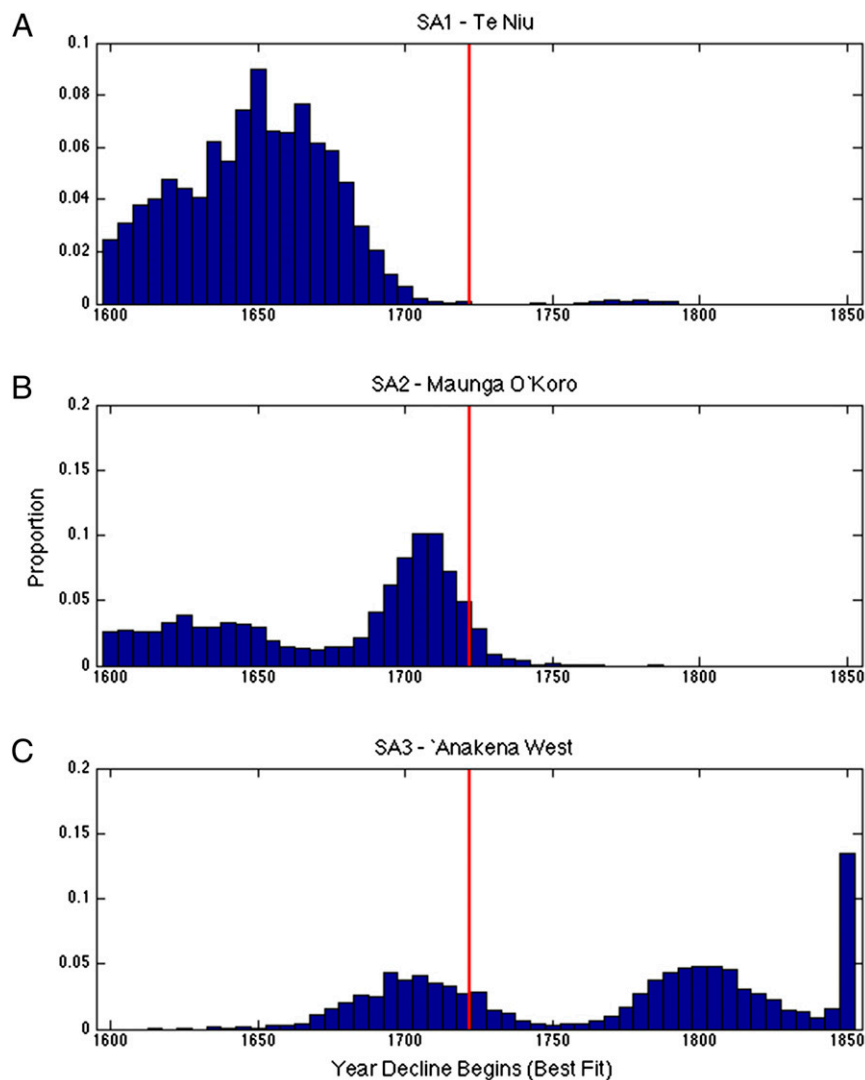 A
SA1 - Te Niu
0.1
0.08
0.06
0.04
0.02
0
1600 1650 1700 1750 1800 1850
B
SA2 - Maunga O`Koro
0.2
0.15
0.1
0.05
0
Proportion
1600 1650 1700 1750 1800 1850
C
SA3 - `Anakena West
0.2
0.15
0.1
0.05
0
1600 1650 1700 1750 1800 1850
Year Decline Begins (Best Fit)